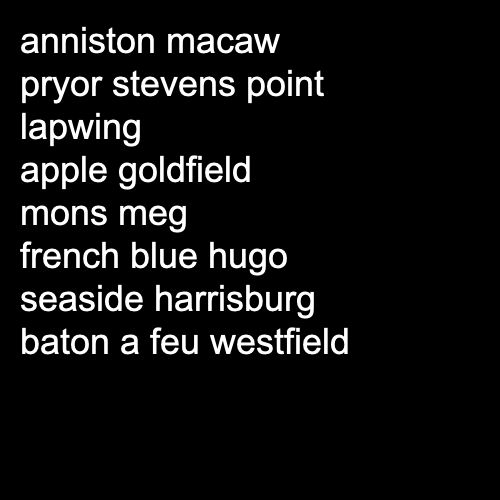 anniston macaw
pryor stevens point
lapwing
apple goldfield
mons meg
french blue hugo
seaside harrisburg
baton a feu westfield